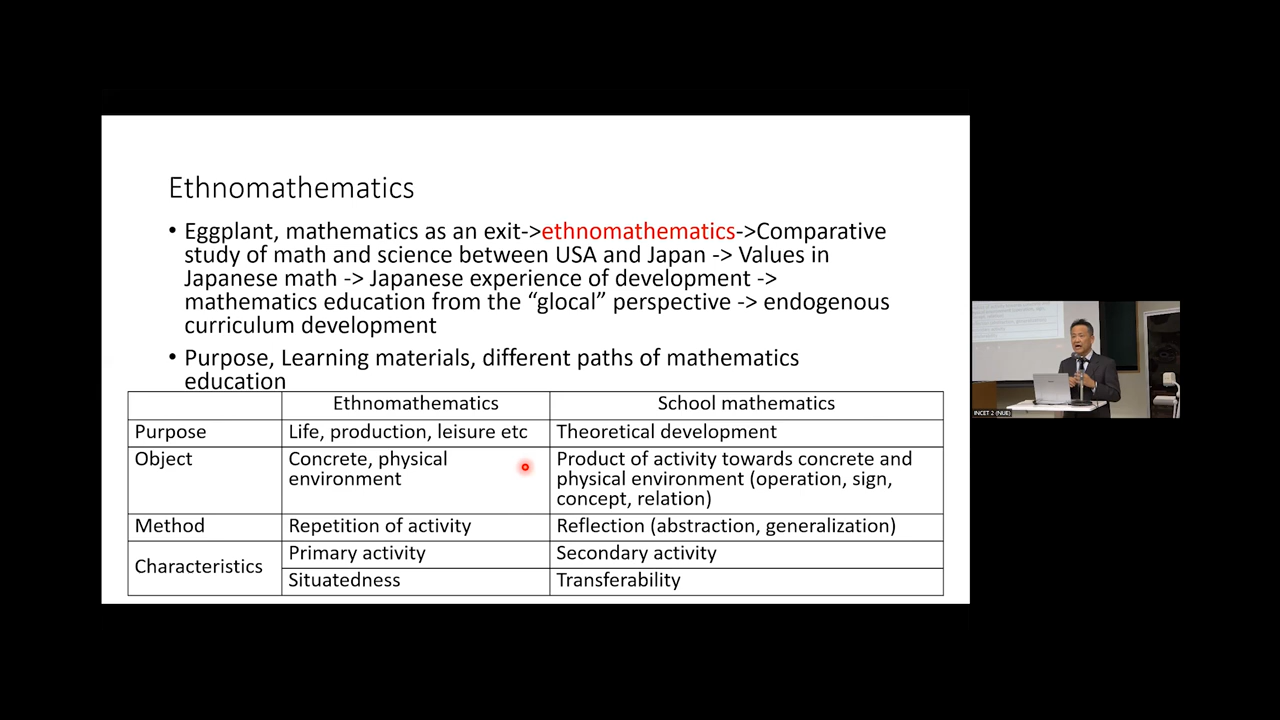 Ethnomathematics
• Eggplant, mathematics as an exit->ethnomathematics->Comparative
study of math and science between USA and Japan -> Values in
Japanese math -> Japanese experience of development ->
mathematics education from the “glocal” perspective -> endogenous
curriculum development
• Purpose, Learning materials, different paths of mathematics
education
Ethnomathematics School mathematics
Purpose Life, production, leisure etc Theoretical development
Object Concrete, physical Product of activity towards concrete and
environment physical environment (operation, sign,
concept, relation)
Method Repetition of activity Reflection (abstraction, generalization)
Characteristics Primary activity Secondary activity
Situatedness Transferability
INCET 2 (NUE)